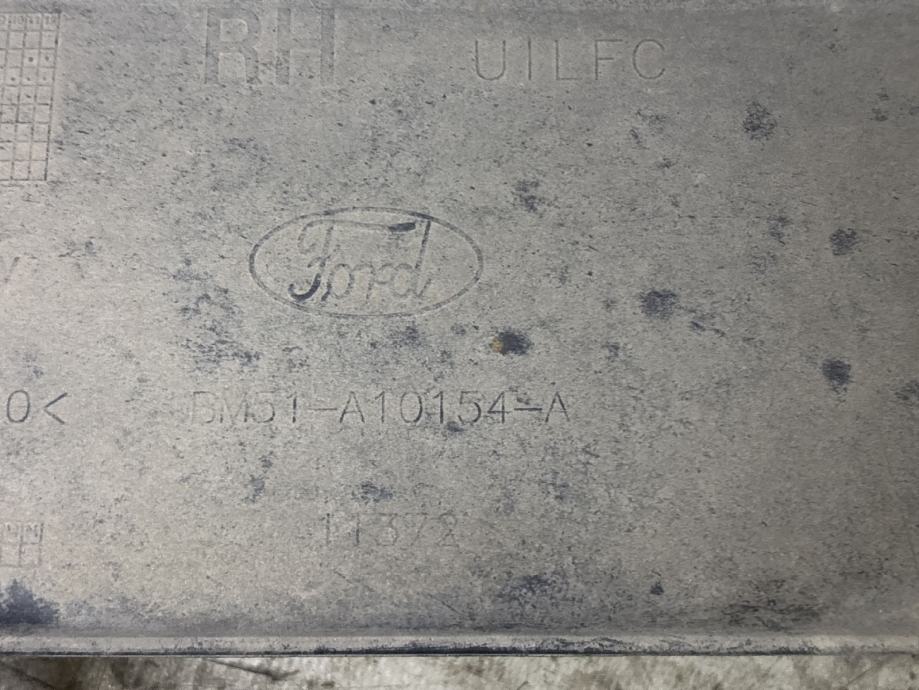 RH UILFC
Ford
0<
BM51-A10154-A
11372